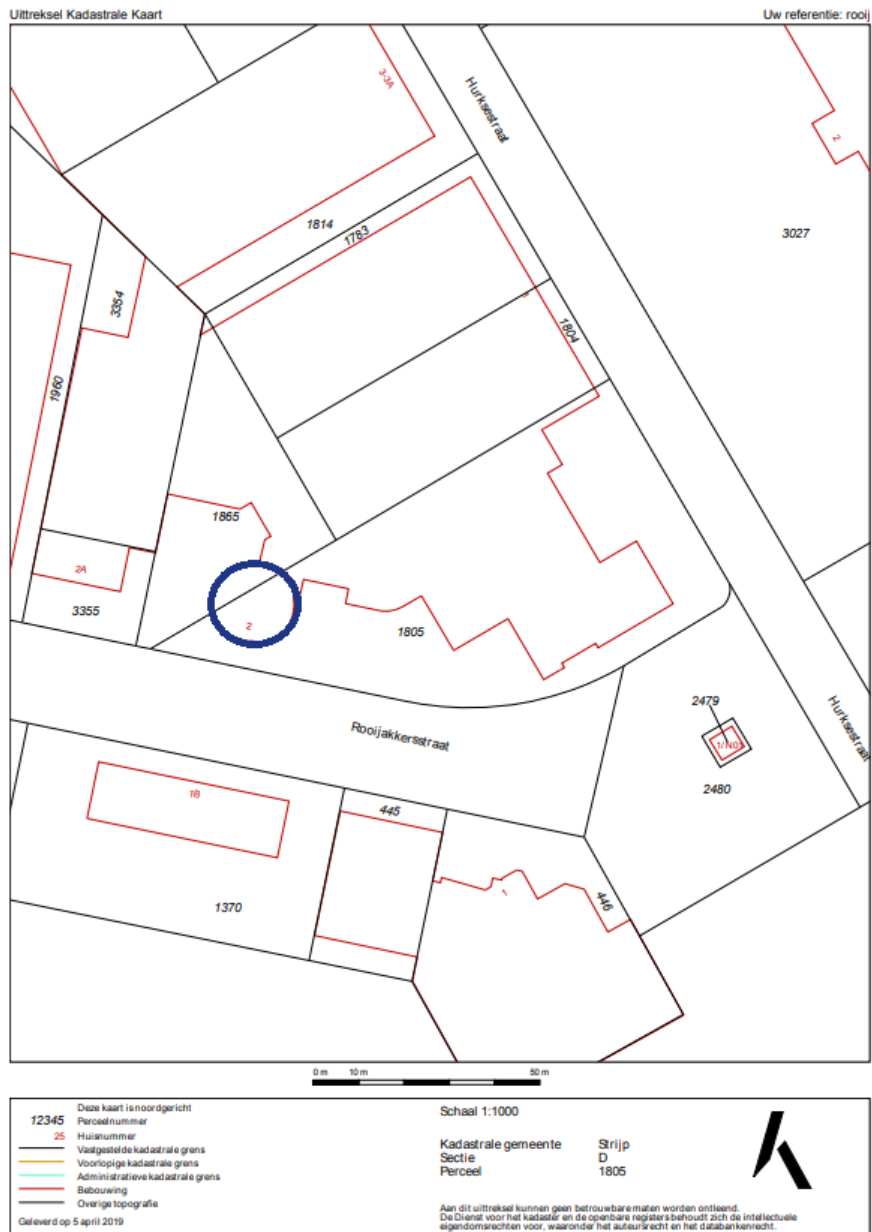 Uittreksel Kadastrale Kaart
Uw referentie: rooij
3-3A
Hurksestraat
2
1814
1783
3027
3354
1804
1960
1865
2A
3355
2
1805
2479
Hurksestraat
Rooijakkersstraat
1/N03
2480
1B
445
1370
1
446
0 m 10 m 50 m
Deze kaart is noordgericht
12345 Perceelnummer
25 Huisnummer
Vastgestelde kadastrale grens
Voorlopige kadastrale grens
Administratieve kadastrale grens
Bebouwing
Overige topografie
Geleverd op 5 april 2019
Schaal 1:1000
Kadastrale gemeente Strijp
Sectie D
Perceel 1805
Aan dit uittreksel kunnen geen betrouwbare maten worden ontleend.
De Dienst voor het kadaster en de openbare registers behoudt zich de intellectuele
eigendomsrechten voor, waaronder het auteursrecht en het databankenrecht.